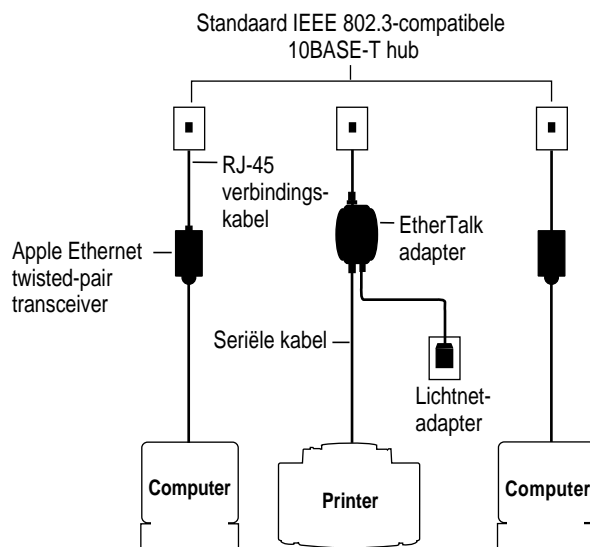 Standaard IEEE 802.3-compatibele
10BASE-T hub
RJ-45
verbindings-
kabel
EtherTalk
adapter
Apple Ethernet
twisted-pair
transceiver
Seriële kabel
Lichtnet-
adapter
Computer
Printer
Computer